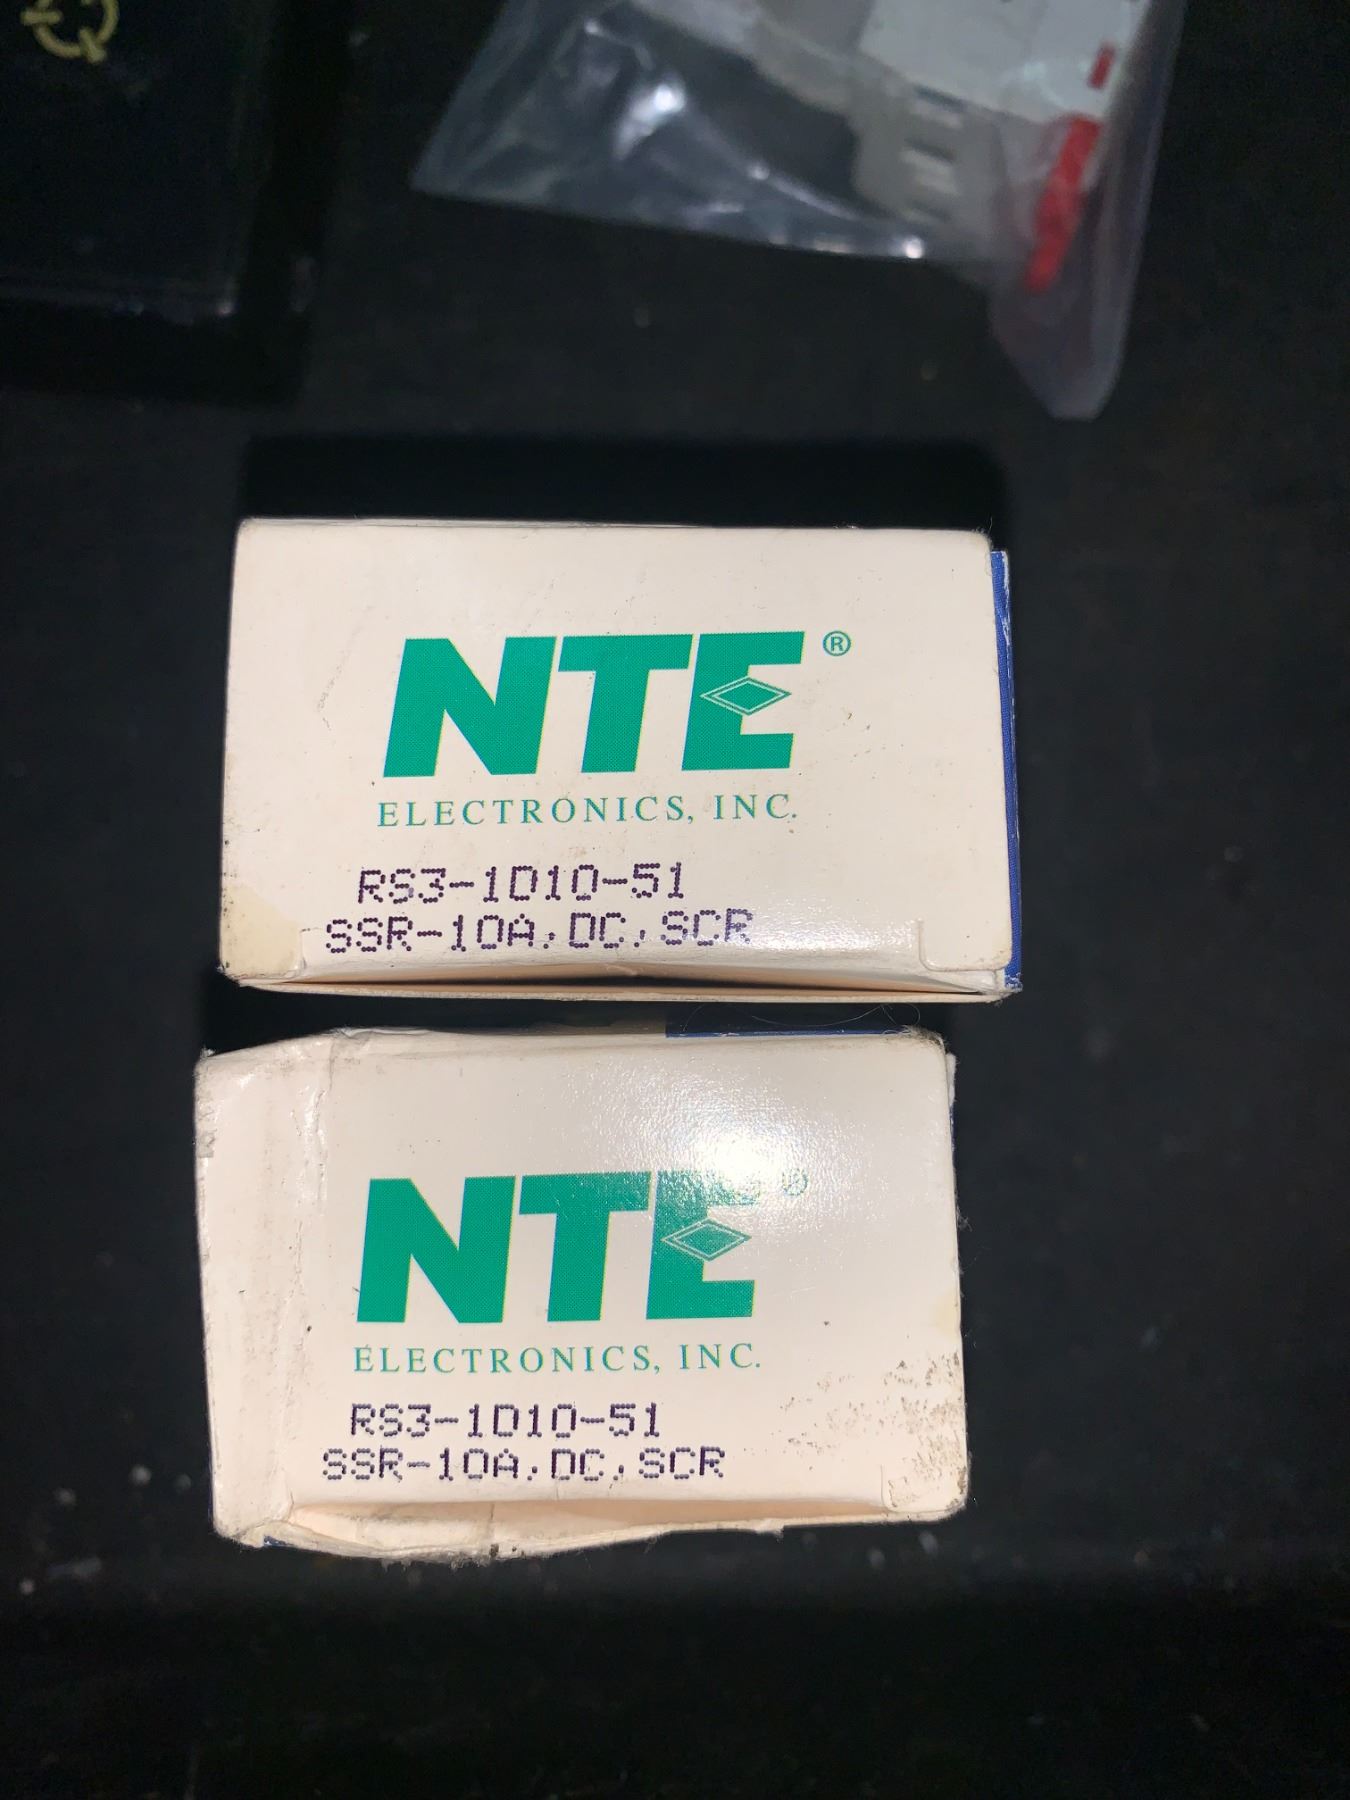 NTE®
ELECTRONICS, INC.
RS3-1D10-51
SSR-10A,DC,SCR
NTE®
ELECTRONICS, INC.
RS3-1D10-51
SSR-10A,DC,SCR